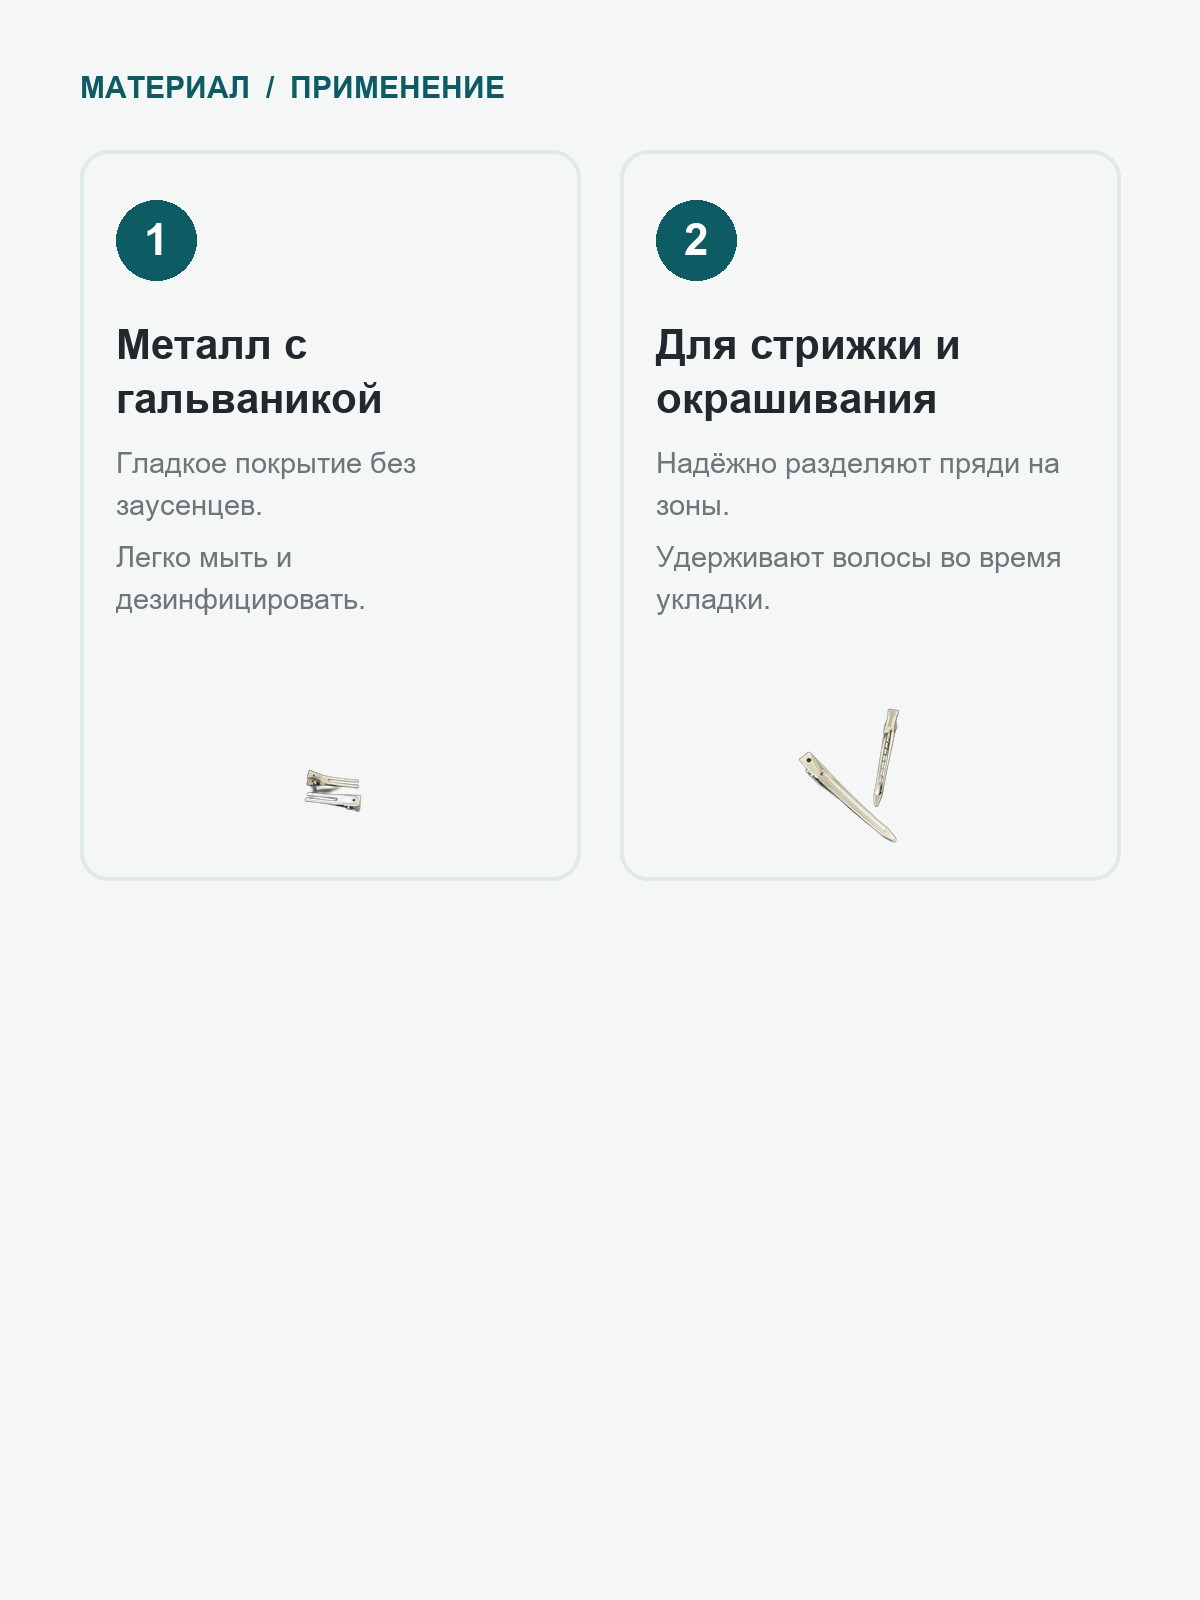 МАТЕРИАЛ / ПРИМЕНЕНИЕ
1
Металл с
гальваникой
Гладкое покрытие без
заусенцев.
Легко мыть и
дезинфицировать.
2
Для стрижки и
окрашивания
Надёжно разделяют пряди на
зоны.
Удерживают волосы во время
укладки.